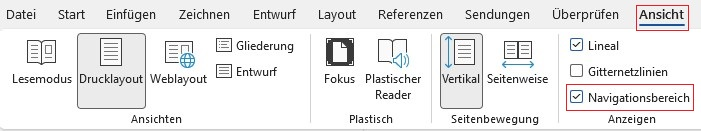 Datei Start Einfügen Zeichnen Entwurf Layout Referenzen Sendungen Überprüfen Ansicht
Lesemodus Drucklayout Weblayout
Gliederung
Entwurf
Ansichten
Fokus Plastischer Reader
Plastisch
Vertikal Seitenweise
Seitenbewegung
Lineal
Gitternetzlinien
Navigationsbereich
Anzeigen